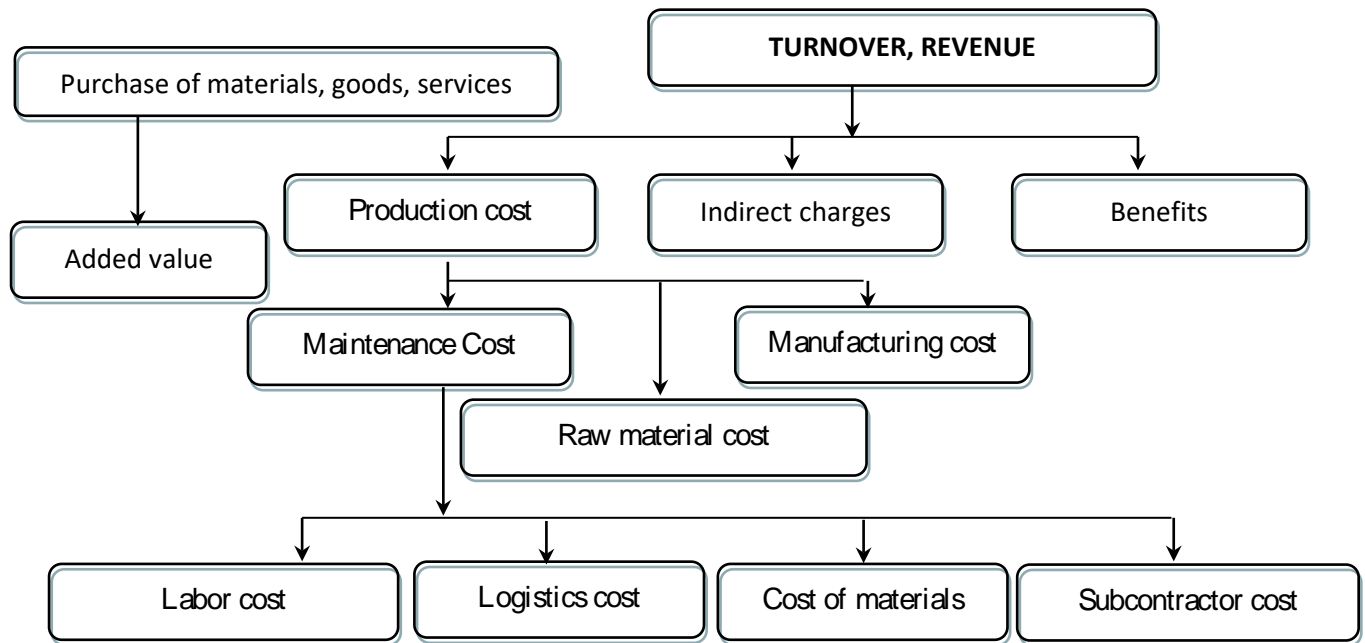 TURNOVER, REVENUE
Purchase of materials, goods, services
Production cost
Indirect charges
Benefits
Added value
Maintenance Cost
Manufacturing cost
Raw material cost
Labor cost
Logistics cost
Cost of materials
Subcontractor cost